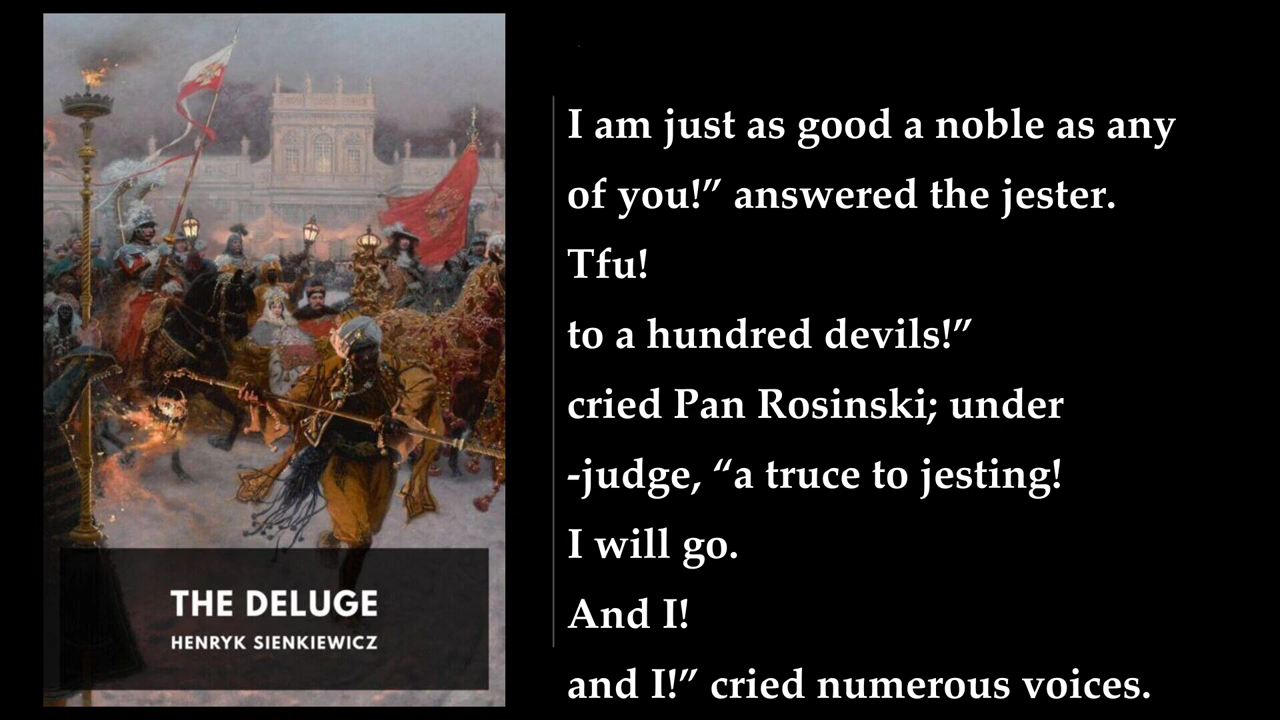 THE DELUGE
HENRYK SIENKIEWICZ
I am just as good a noble as any
of you!” answered the jester.
Tfu!
to a hundred devils!”
cried Pan Rosinski; under
-judge, “a truce to jesting!
I will go.
And I!
and I!” cried numerous voices.